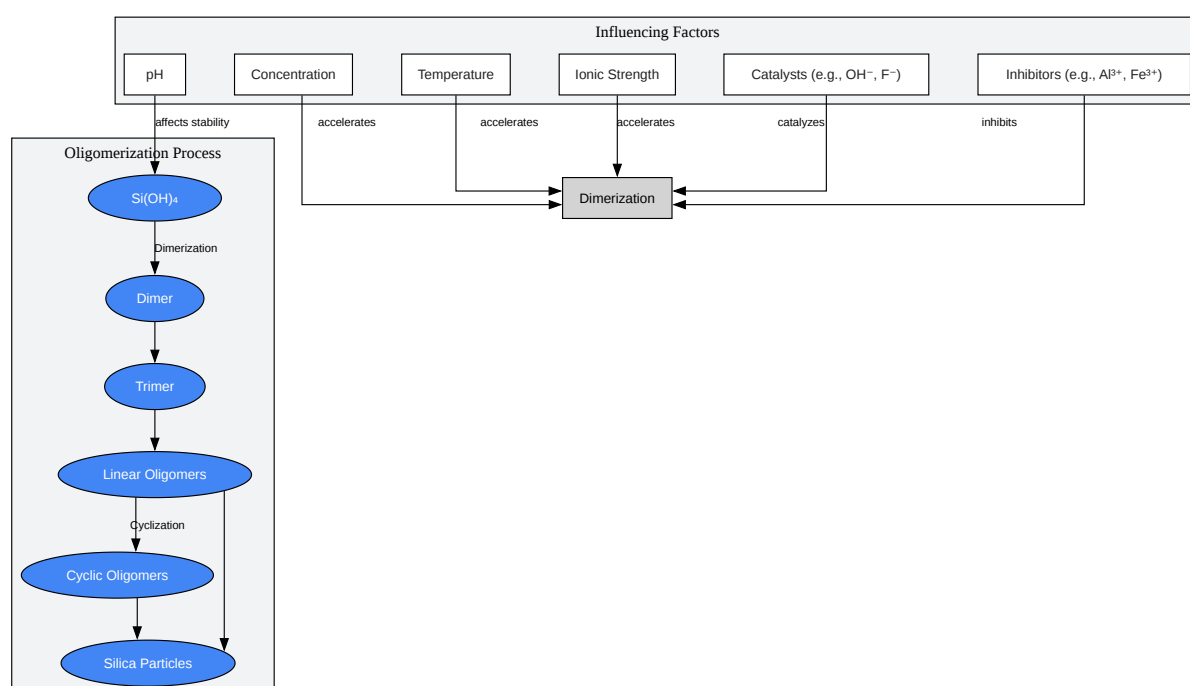 Influencing Factors
pH
Concentration
Temperature
Ionic Strength
Catalysts (e.g., OH⁻, F⁻)
Inhibitors (e.g., Al³⁺, Fe³⁺)
affects stability
accelerates
accelerates
accelerates
catalyzes
inhibits
Oligomerization Process
Si(OH)₄
Dimerization
Dimerization
Dimer
Trimer
Linear Oligomers
Cyclization
Cyclic Oligomers
Silica Particles